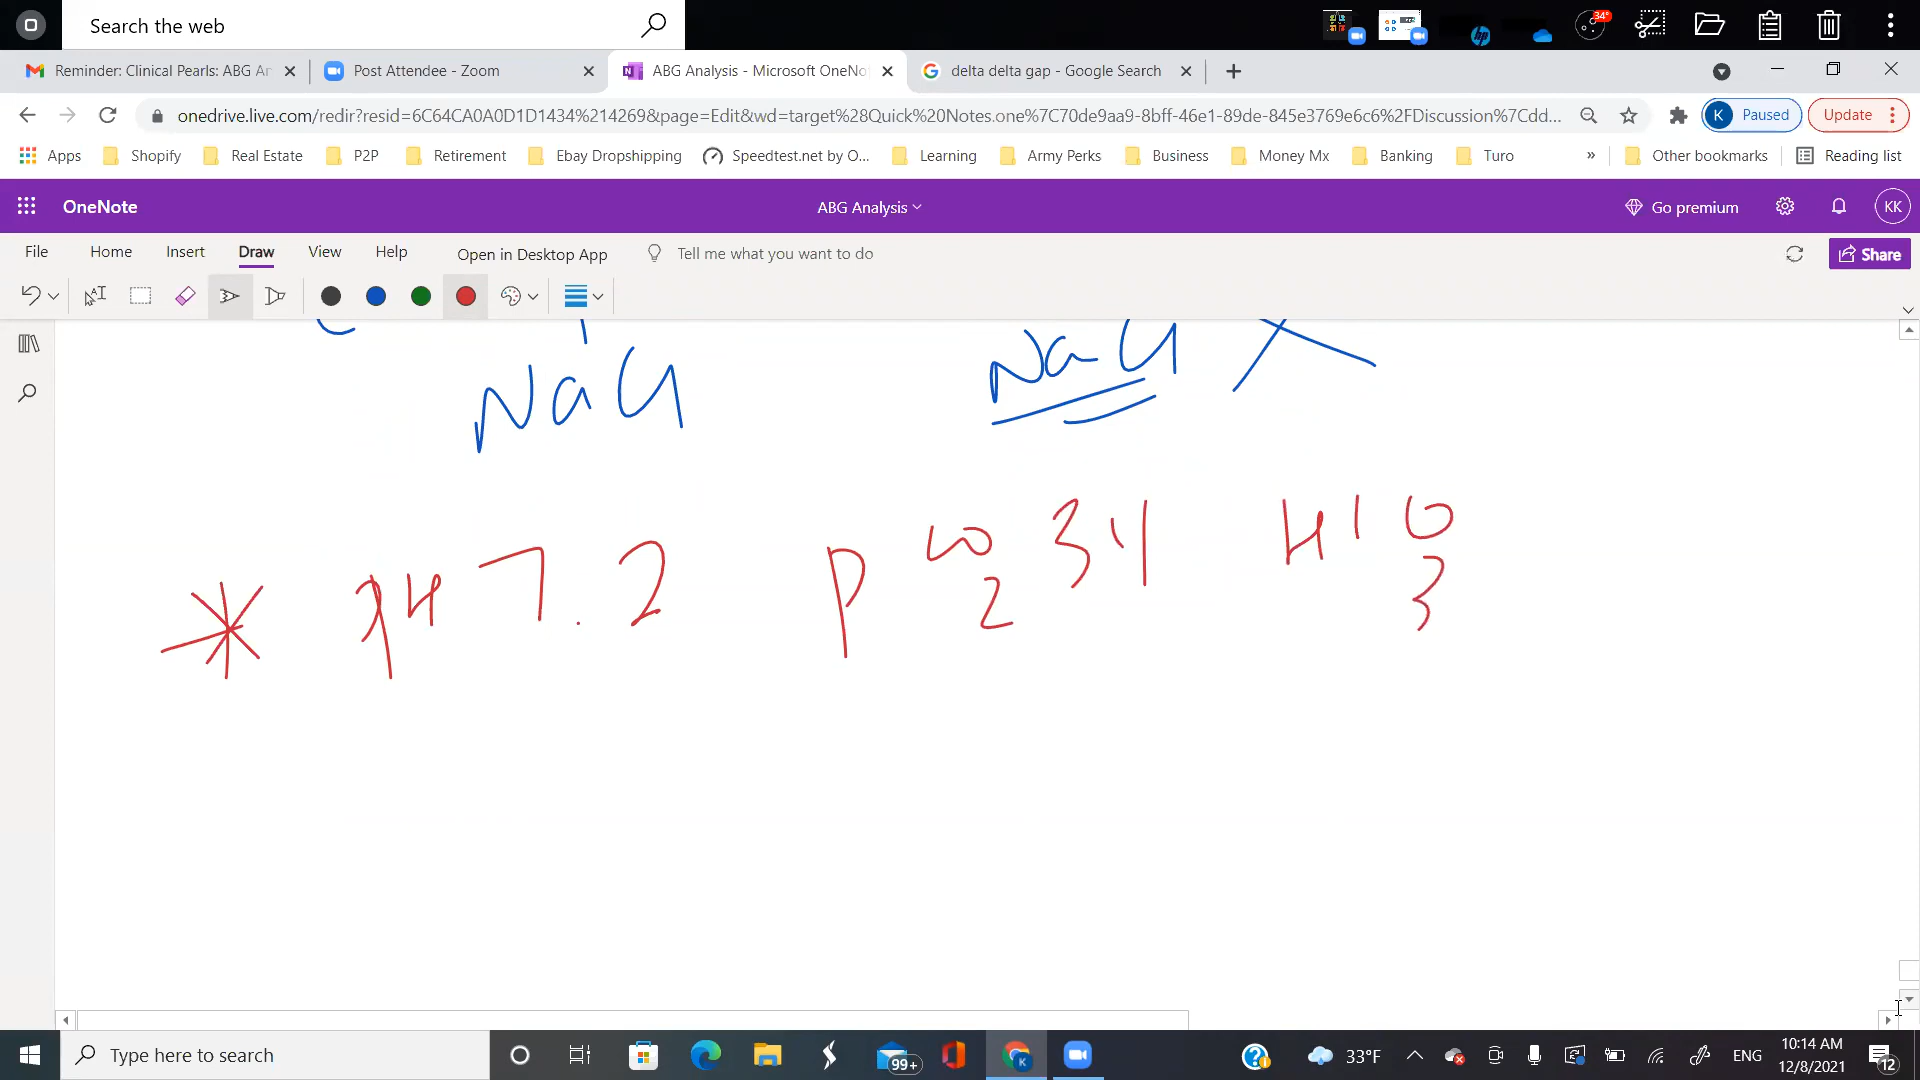 Search the web
34°
Reminder: Clinical Pearls: ABG An
Post Attendee - Zoom
ABG Analysis - Microsoft OneNo
delta delta gap - Google Search
onedrive.live.com/redir?resid=6C64CA0A0D1D1434%214269&page=Edit&wd=target%28Quick%20Notes.one%7C70de9aa9-8bff-46e1-89de-845e3769e6c6%2FDiscussion%7Cdd...
K Paused
Update
Apps Shopify Real Estate P2P Retirement Ebay Dropshipping Speedtest.net by O... Learning Army Perks Business Money Mx Banking Turo » Other bookmarks Reading list
OneNote
ABG Analysis
Go premium
KK
File Home Insert Draw View Help Open in Desktop App Tell me what you want to do
Share
NaCl NaCl
pH 7.2 pCO2 34 H
Type here to search
99+
33°F
ENG
10:14 AM
12/8/2021
12